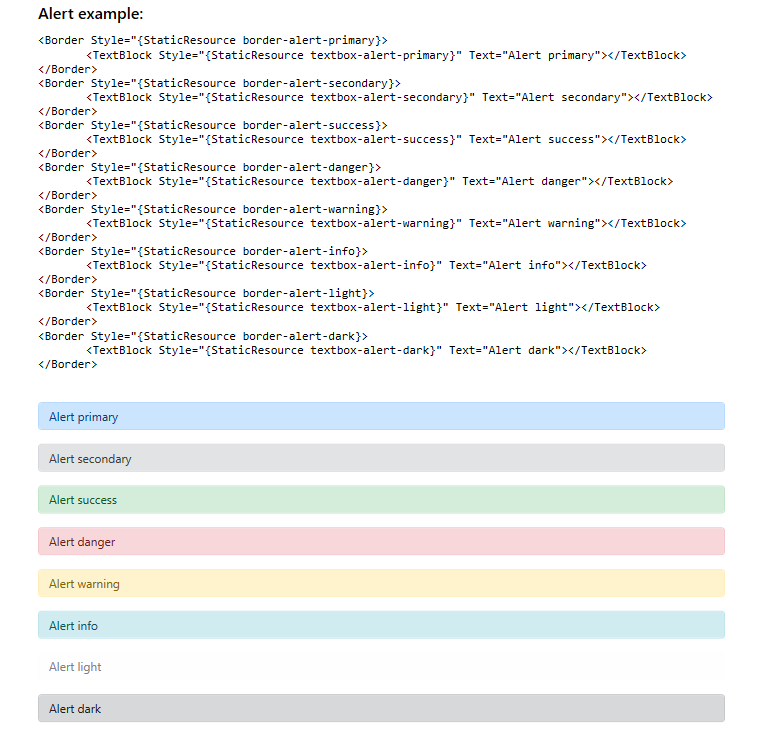 Alert example:
<Border Style="{StaticResource border-alert-primary}>
<TextBlock Style="{StaticResource textbox-alert-primary}" Text="Alert primary"></TextBlock>
</Border>
<Border Style="{StaticResource border-alert-secondary}>
<TextBlock Style="{StaticResource textbox-alert-secondary}" Text="Alert secondary"></TextBlock>
</Border>
<Border Style="{StaticResource border-alert-success}>
<TextBlock Style="{StaticResource textbox-alert-success}" Text="Alert success"></TextBlock>
</Border>
<Border Style="{StaticResource border-alert-danger}>
<TextBlock Style="{StaticResource textbox-alert-danger}" Text="Alert danger"></TextBlock>
</Border>
<Border Style="{StaticResource border-alert-warning}>
<TextBlock Style="{StaticResource textbox-alert-warning}" Text="Alert warning"></TextBlock>
</Border>
<Border Style="{StaticResource border-alert-info}>
<TextBlock Style="{StaticResource textbox-alert-info}" Text="Alert info"></TextBlock>
</Border>
<Border Style="{StaticResource border-alert-light}>
<TextBlock Style="{StaticResource textbox-alert-light}" Text="Alert light"></TextBlock>
</Border>
<Border Style="{StaticResource border-alert-dark}>
<TextBlock Style="{StaticResource textbox-alert-dark}" Text="Alert dark"></TextBlock>
</Border>
Alert primary
Alert secondary
Alert success
Alert danger
Alert warning
Alert info
Alert light
Alert dark